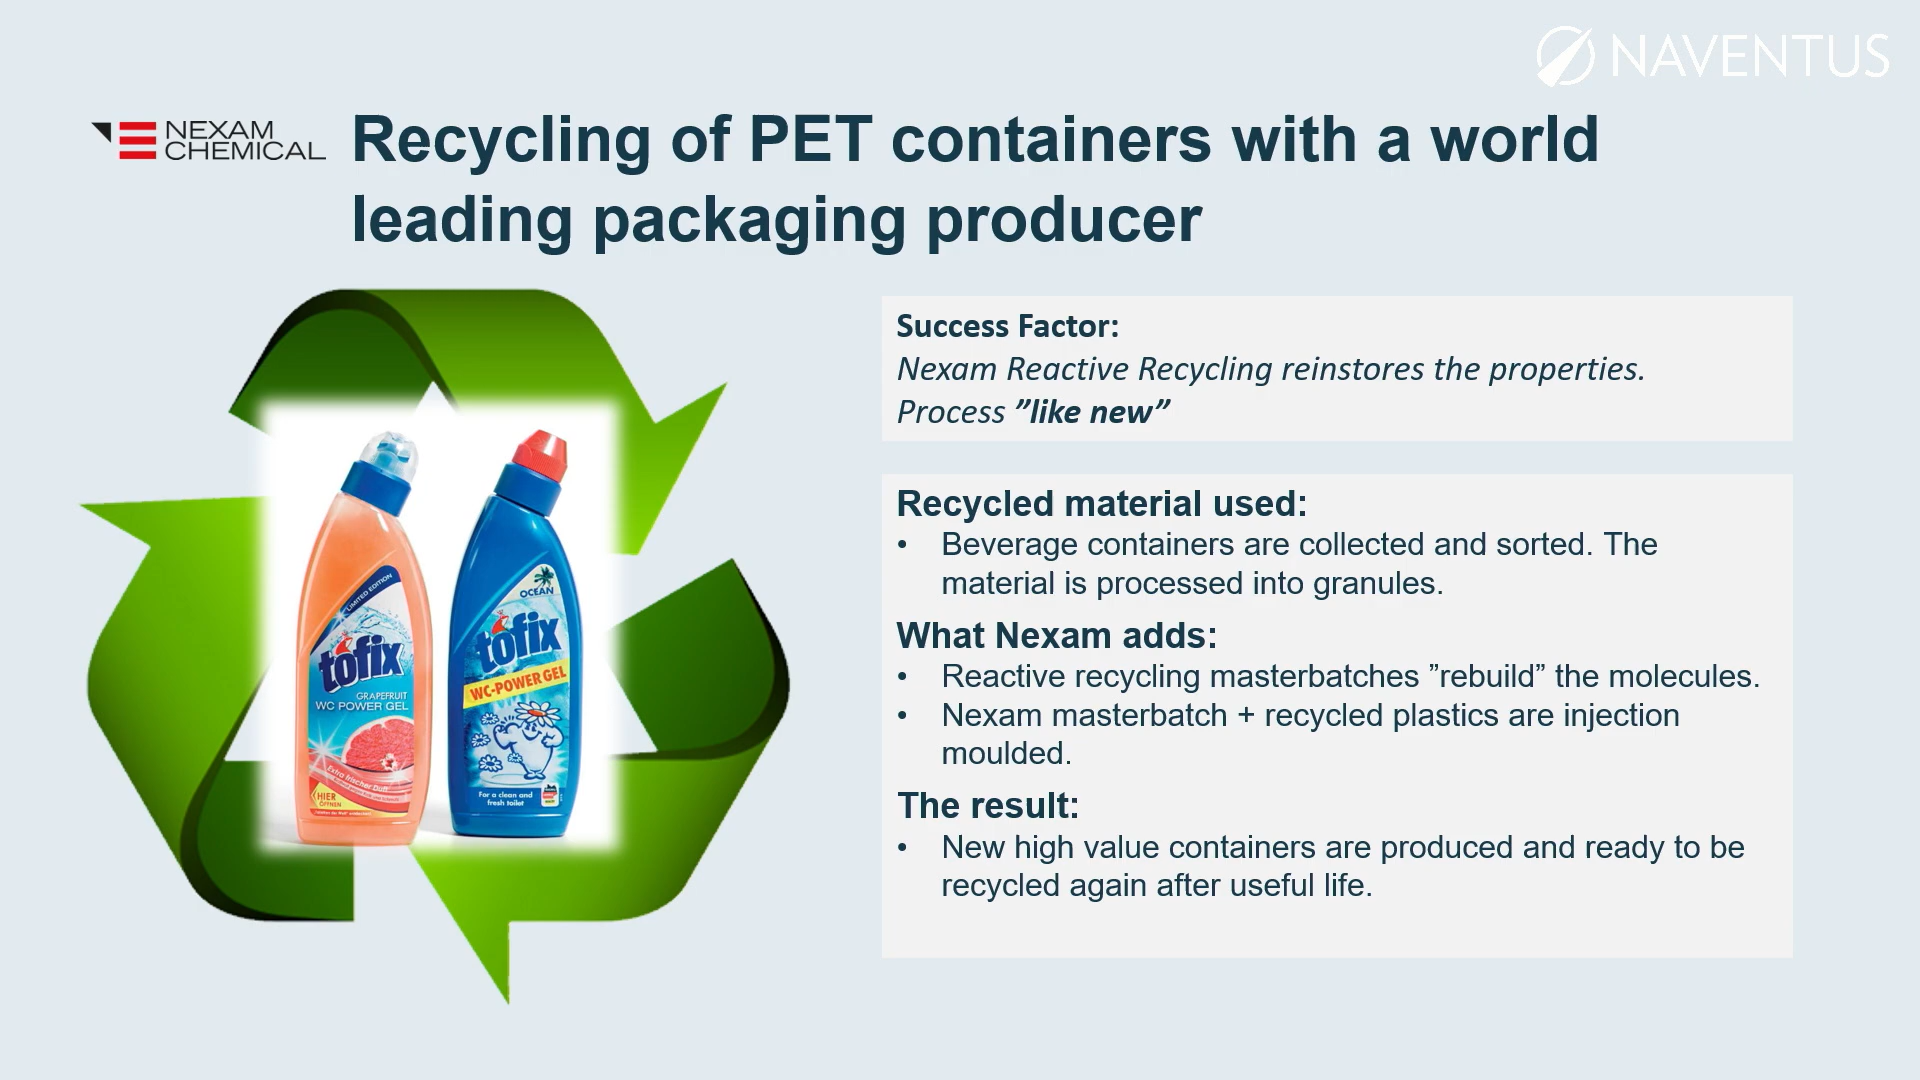 NAVENTUS
NEXAM
CHEMICAL
Recycling of PET containers with a world
leading packaging producer
Success Factor:
Nexam Reactive Recycling reinstores the properties.
Process ”like new”
Recycled material used:
• Beverage containers are collected and sorted. The
material is processed into granules.
What Nexam adds:
• Reactive recycling masterbatches ”rebuild” the molecules.
• Nexam masterbatch + recycled plastics are injection
moulded.
The result:
• New high value containers are produced and ready to be
recycled again after useful life.
LIMITED EDITION
tofix
GRAPEFRUIT
WC POWER GEL
Extra frischer Duft
HIER
ÖFFNEN
OCEAN
tofix
WC-POWER GEL
For a clean and
fresh toilet